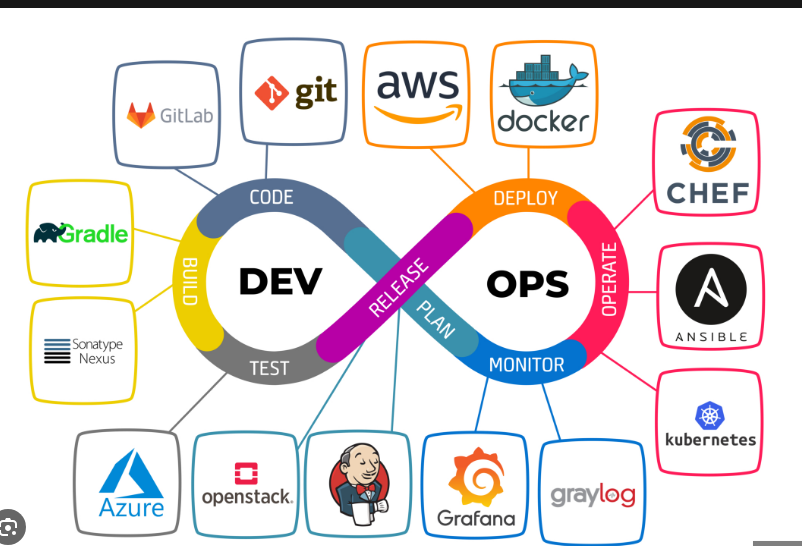 GitLab
git
aws
docker
CHEF
CODE
DEPLOY
Gradle
BUILD
DEV
RELEASE
PLAN
OPS
OPERATE
ANSIBLE
Sonatype
Nexus
TEST
MONITOR
kubernetes
Azure
openstack.
Grafana
graylog